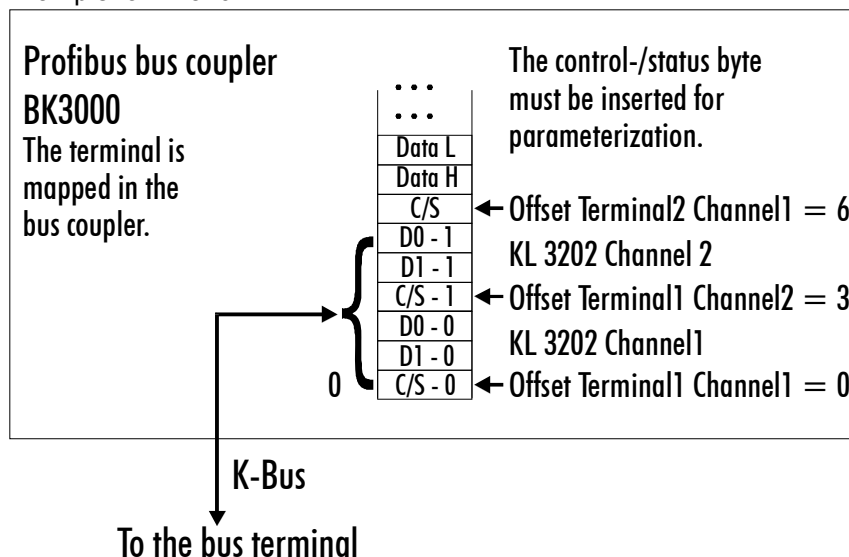 Profibus bus coupler
BK3000
The terminal is
mapped in the
bus coupler.
The control-/status byte
must be inserted for
parameterization.
...
...
Data L
Data H
C/S
Offset Terminal2 Channel1 = 6
D0 - 1
KL 3202 Channel 2
D1 - 1
C/S - 1
Offset Terminal1 Channel2 = 3
D0 - 0
KL 3202 Channel1
D1 - 0
0
C/S - 0
Offset Terminal1 Channel1 = 0
K-Bus
To the bus terminal